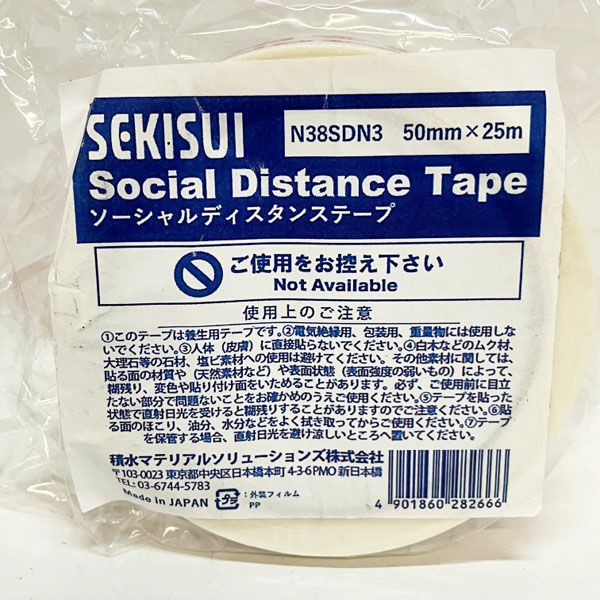 SEKISUI
N38SDN3 50mm×25m
Social Distance Tape
ソーシャルディスタンステープ
ご使用をお控え下さい
Not Available
使用上のご注意
①このテープは養生用テープです。②電気絶縁用、包装用、重量物には使用しな
いでください。③人体（皮膚）に直接貼らないでください。④白木などのムク材、
大理石等の石材、塩ビ素材への使用は避けてください。その他素材に関しては、
貼る面の材質や（天然素材など）や表面状態（表面強度の弱いもの）によって、
糊残り、変色や貼り付け面をいためることがあります。必ず、ご使用前に目立
たない部分で問題ないことをお確かめのうえご使用ください。⑤テープを貼った
状態で直射日光を受けると糊残りすることがありますのでご注意ください。⑥貼
る面のほこり、油分、水分などをよく拭き取ってからご使用ください。⑦テープ
を保管する場合、直射日光を避け涼しいところへ置いてください。
積水マテリアルソリューションズ株式会社
〒103-0023 東京都中央区日本橋本町 4-3-6 PMO 新日本橋
TEL: 03-6744-5783
Made in JAPAN
プラ
：外装フィルム
PP
4 901860 282666